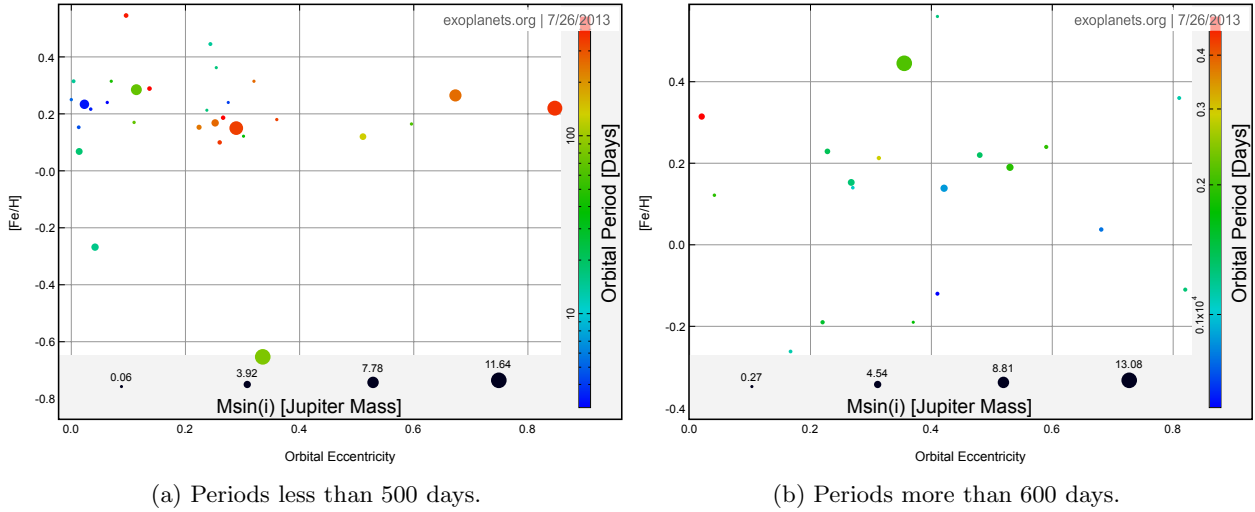 exoplanets.org | 7/26/2013
0.4
0.2
-0.0
-0.2
-0.4
-0.6
-0.8
[Fe/H]
100
10
Orbital Period [Days]
0.06
3.92
7.78
11.64
Msin(i) [Jupiter Mass]
0.0
0.2
0.4
0.6
0.8
Orbital Eccentricity
(a) Periods less than 500 days.
exoplanets.org | 7/26/2013
0.4
0.2
0.0
-0.2
-0.4
[Fe/H]
0.4
0.3
0.2
0.1x10⁴
Orbital Period [Days]
0.27
4.54
8.81
13.08
Msin(i) [Jupiter Mass]
0.0
0.2
0.4
0.6
0.8
Orbital Eccentricity
(b) Periods more than 600 days.